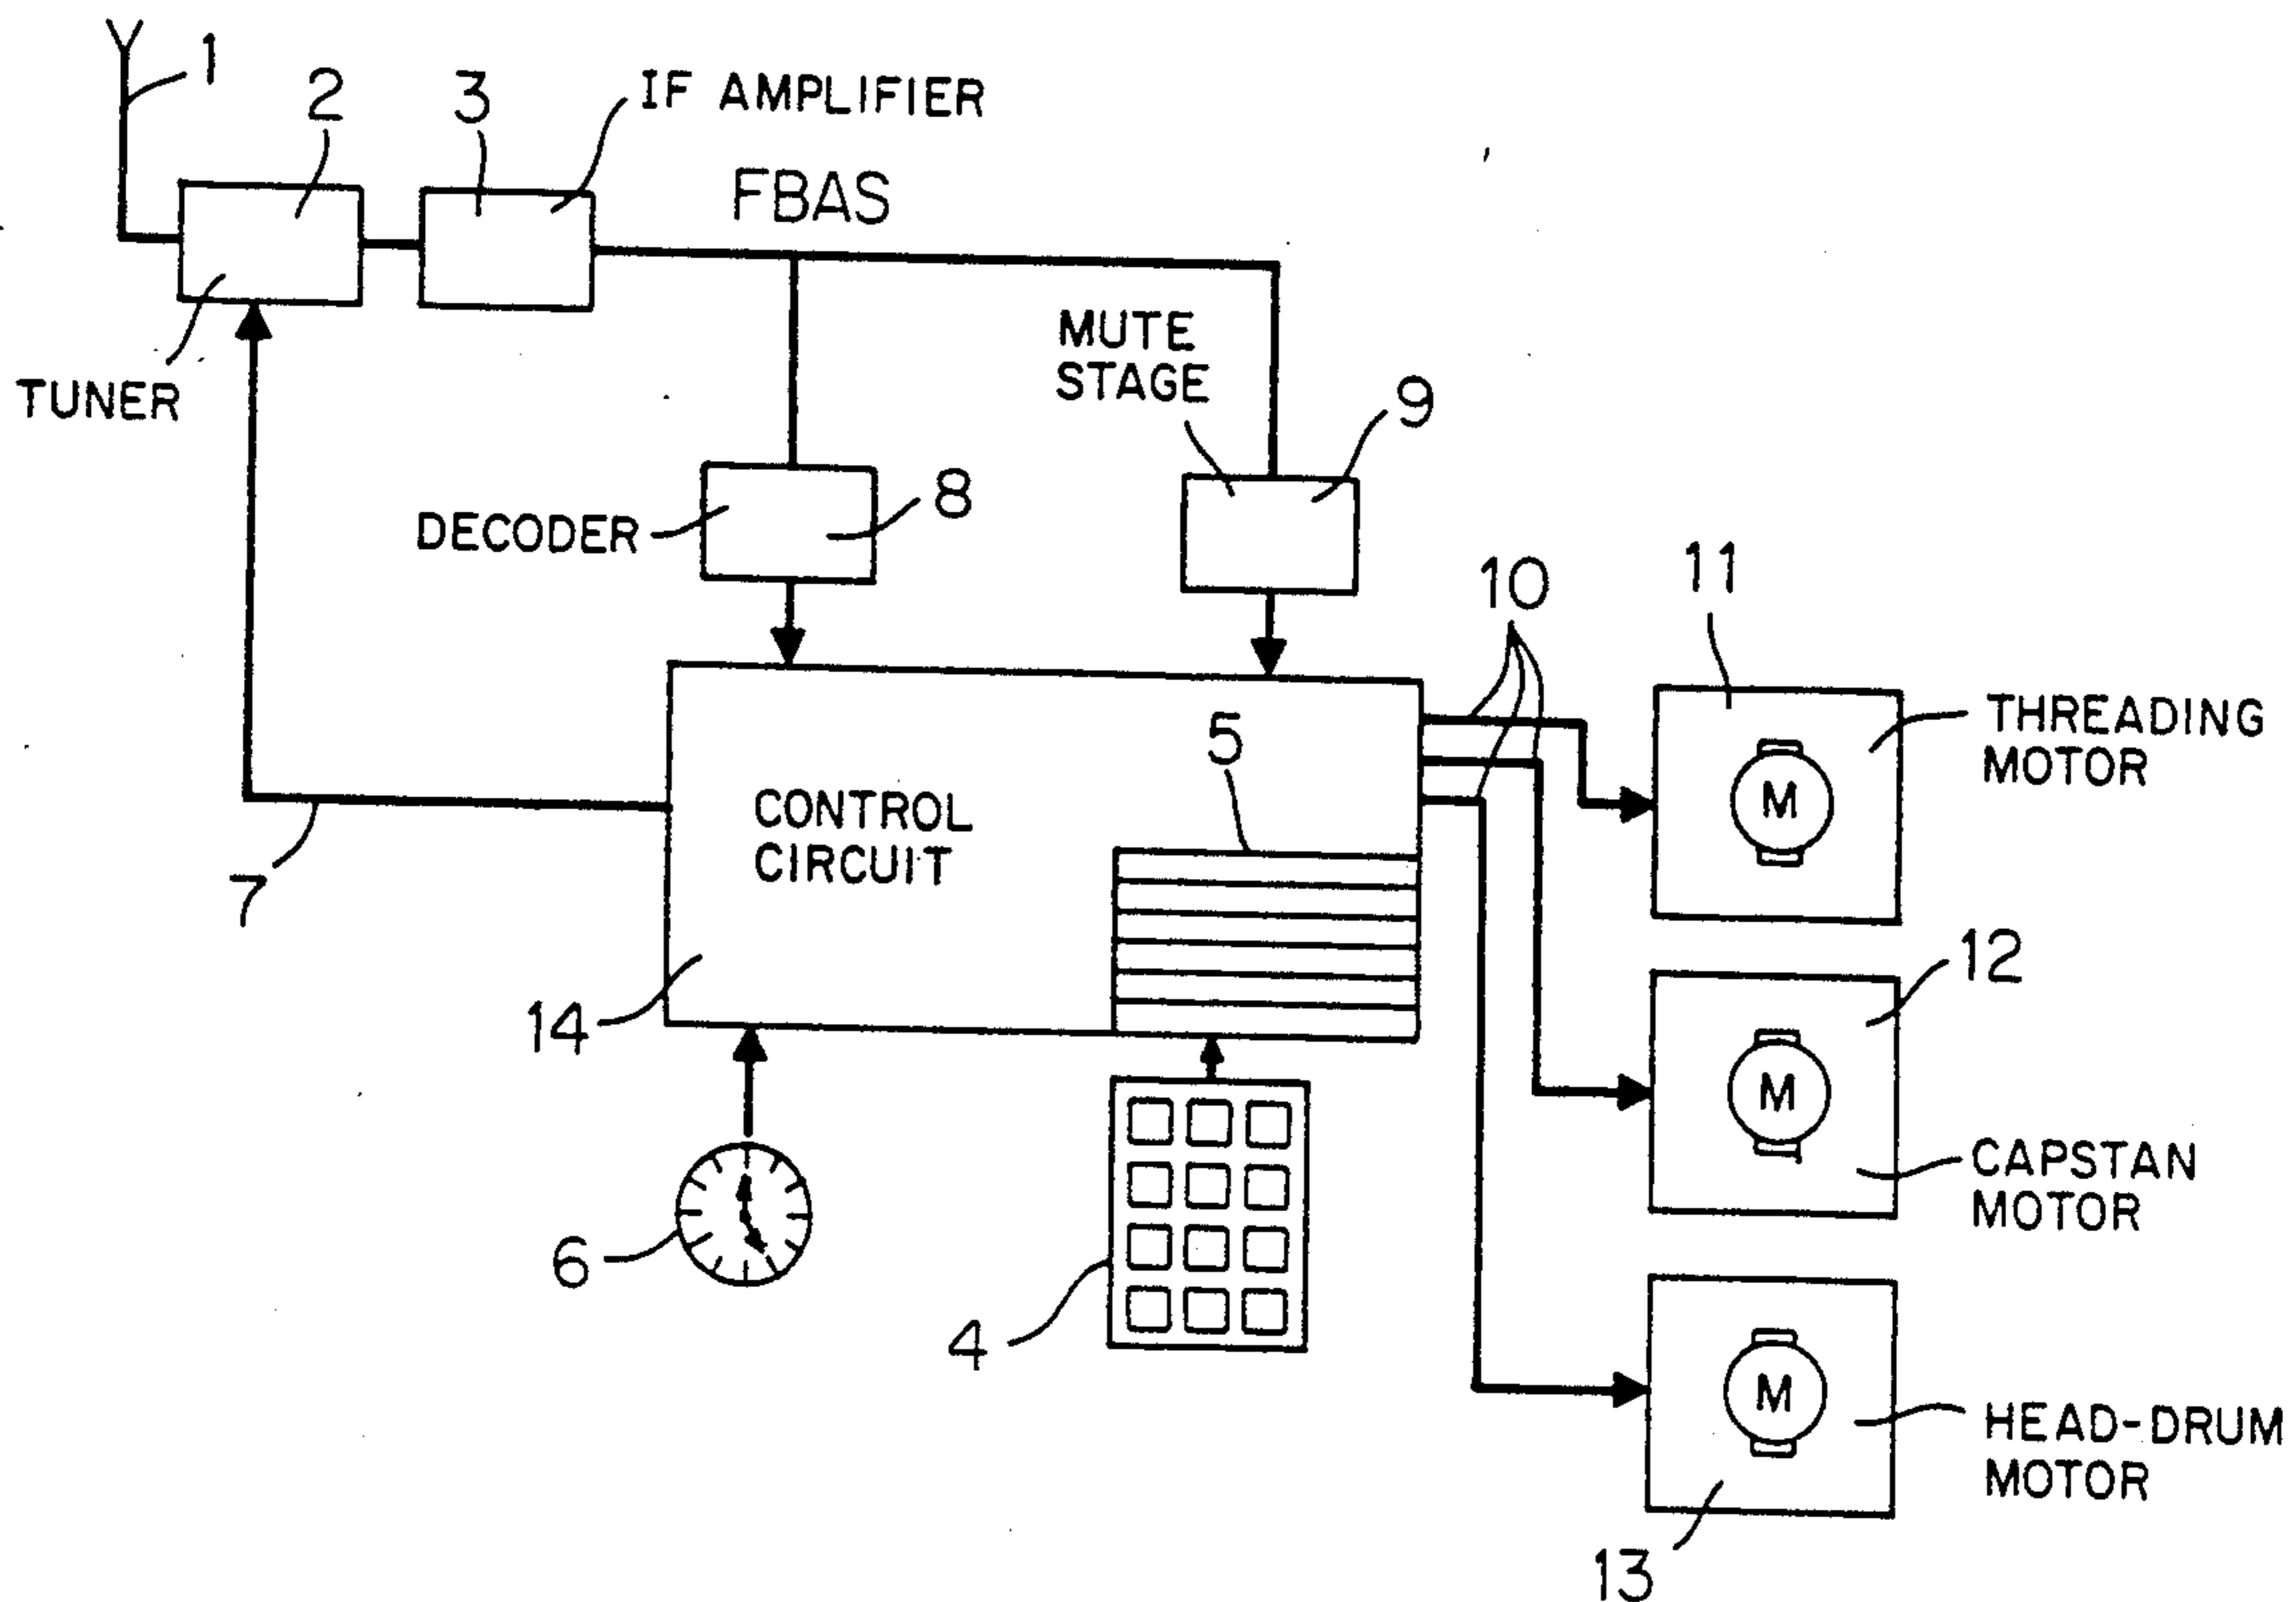 1
2
3
IF AMPLIFIER
FBAS
TUNER
MUTE
STAGE
9
DECODER
8
10
11
THREADING
MOTOR
M
5
CONTROL
CIRCUIT
7
14
12
M
CAPSTAN
MOTOR
6
4
M
HEAD-DRUM
MOTOR
13